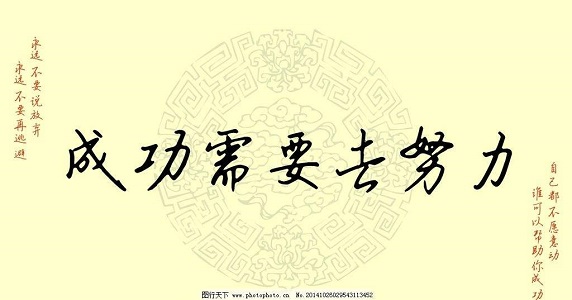 永远不要说放弃
永远不要再逃避
成功需要去努力
自己都不愿意动
谁可以帮助你成功
图行天下 www.photophoto.cn No.20141026029543113452